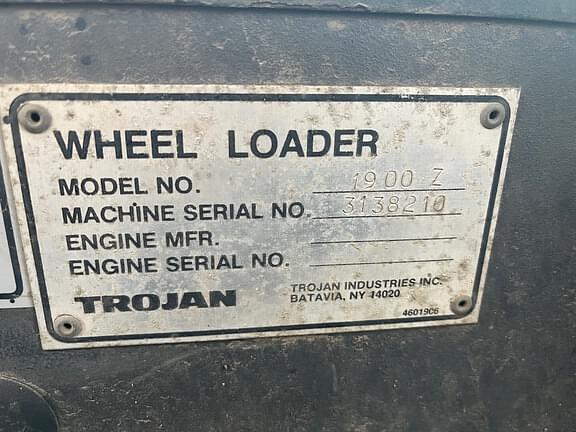 WHEEL LOADER
MODEL NO. 1900 Z
MACHINE SERIAL NO. 3138210
ENGINE MFR.
ENGINE SERIAL NO.
TROJAN
TROJAN INDUSTRIES INC.
BATAVIA, NY 14020
4601906